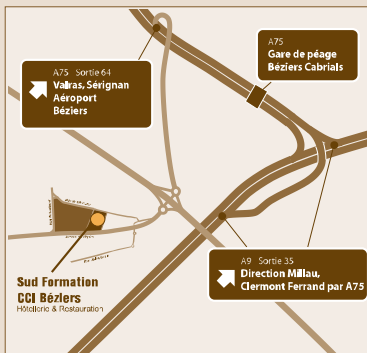 A75 Sortie 64
Valras, Sérignan
Aéroport
Béziers
A75
Gare de péage
Béziers Cabrials
A9 Sortie 35
Direction Millau,
Clermont Ferrand par A75
Sud Formation
CCI Béziers
Hôtellerie & Restauration